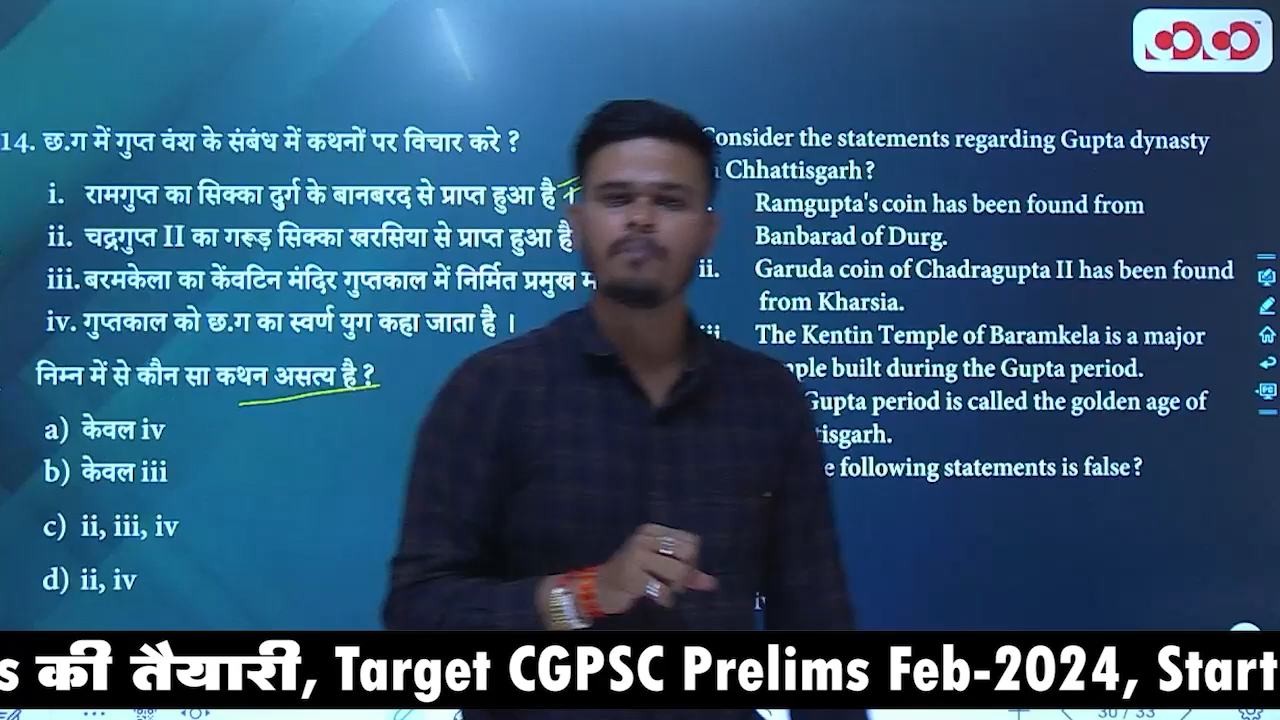 14. छ.ग में गुप्त वंश के संबंध में कथनों पर विचार करे ?
i. रामगुप्त का सिक्का दुर्ग के बानबरद से प्राप्त हुआ है ।
ii. चद्रगुप्त II का गरूड़ सिक्का खरसिया से प्राप्त हुआ है
iii. बरमकेला का केंवटिन मंदिर गुप्तकाल में निर्मित प्रमुख
iv. गुप्तकाल को छ.ग का स्वर्ण युग कहा जाता है ।
निम्न में से कौन सा कथन असत्य है ?
a) केवल iv
b) केवल iii
c) ii, iii, iv
d) ii, iv
Consider the statements regarding Gupta dysnasty
Chhattisgarh?
Ramgupta's coin has been found from
Banbarad of Durg.
ii. Garuda coin of Chadragupta II has been found
from Kharsia.
iii. The Kentin Temple of Baramkela is a major
built during the Gupta period.
Gupta period is called the golden age of
following statements is false?
की तैयारी, Target CGPSC Prelims Feb-2024, Start
30 / 33